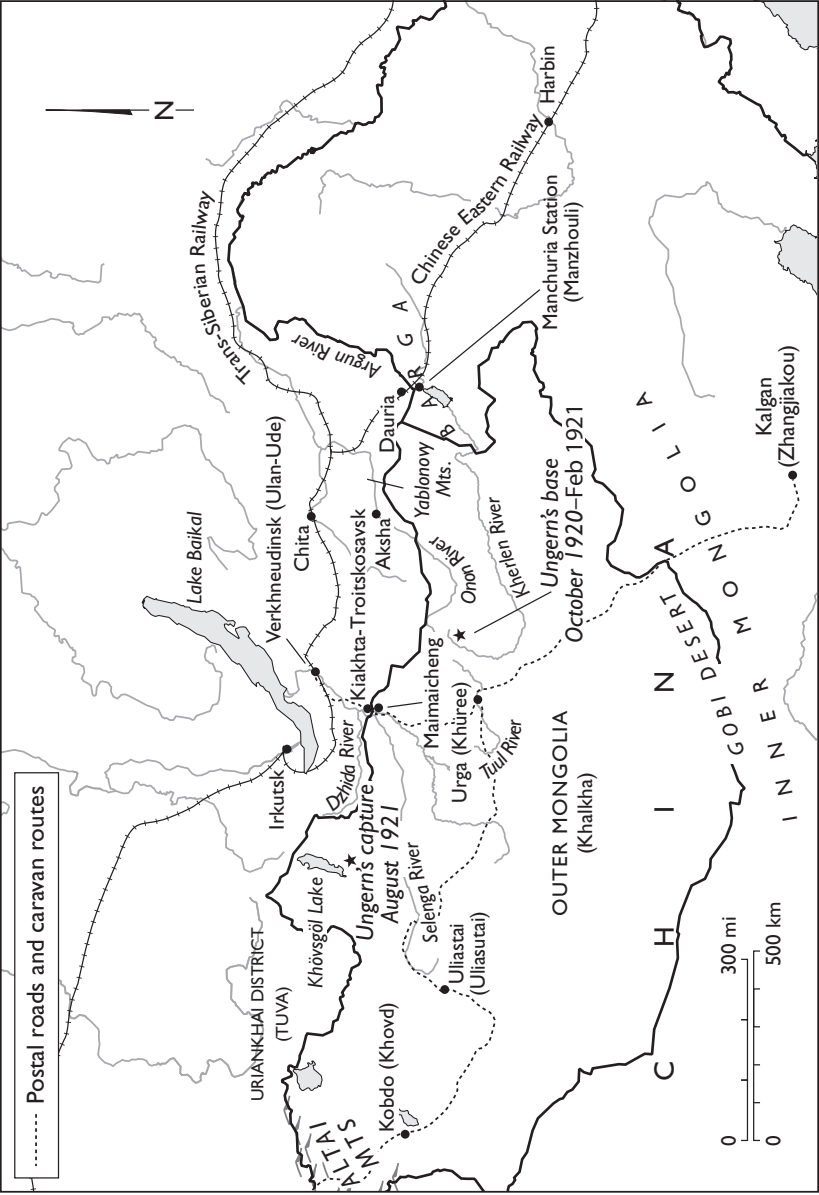 Postal roads and caravan routes
N
Trans-Siberian Railway
Chinese Eastern Railway
Harbin
Manchuria Station
(Manzhouli)
Argun River
BARGA
Dauria
Yablonovy
Mts.
Lake Baikal
Verkhneudinsk (Ulan-Ude)
Chita
Aksha
Kiakhta-Troitskosavsk
Maimaicheng
Onon River
Kherlen River
Ungern's base
October 1920–Feb 1921
Irkutsk
Dzhida River
Urga (Khüree)
Tuul River
Ungern's capture
August 1921
Khövsgöl Lake
Selenga River
URIANKHAI DISTRICT
(TUVA)
Uliastai
(Uliasutai)
Kobdo (Khovd)
ALTAI
MTS
OUTER MONGOLIA
(Khalkha)
GOBI DESERT
INNER MONGOLIA
CHINA
Kalgan
(Zhangjiakou)
0 300 mi
0 500 km